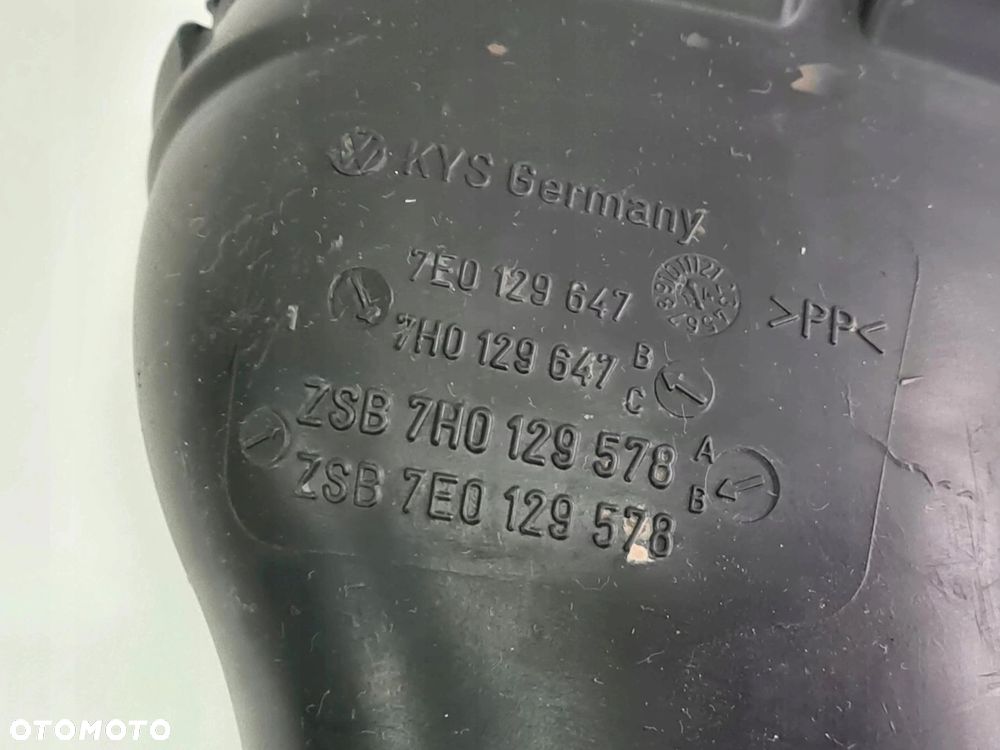 KYS Germany
7E0 129 647
7H0 129 647 B
C
>PP<
ZSB 7H0 129 578 A
B
ZSB 7E0 129 578
OTOMOTO